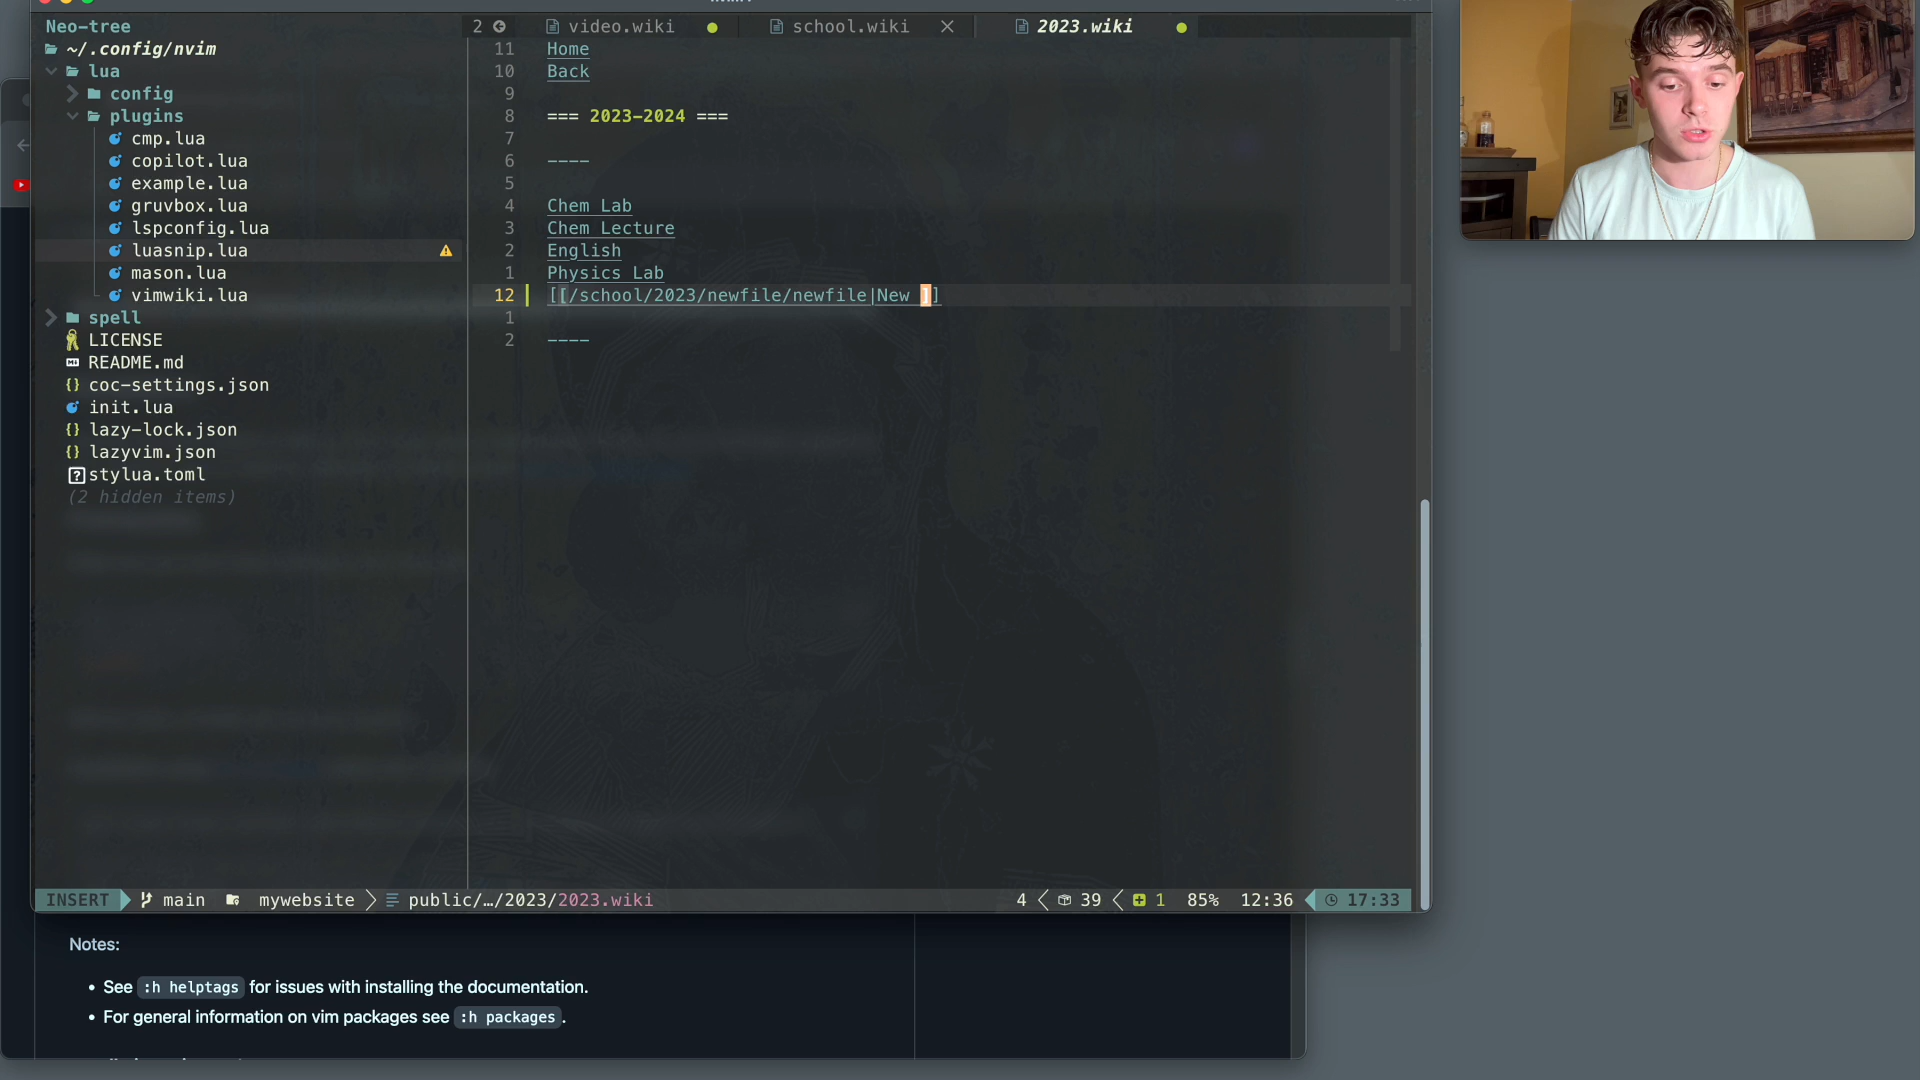 Neo-tree
~/.config/nvim
lua
config
plugins
cmp.lua
copilot.lua
example.lua
gruvbox.lua
lspconfig.lua
luasnip.lua
mason.lua
vimwiki.lua
spell
LICENSE
README.md
coc-settings.json
init.lua
lazy-lock.json
lazyvim.json
stylua.toml
(2 hidden items)
2 video.wiki school.wiki 2023.wiki
11 Home
10 Back
9
8 === 2023-2024 ===
7
6 ----
5
4 Chem Lab
3 Chem Lecture
2 English
1 Physics Lab
12 [[/school/2023/newfile/newfile|New ]]
1
2 ----
INSERT main mywebsite public/…/2023/2023.wiki 4 39 1 85% 12:36 17:33
Notes:
• See :h helptags for issues with installing the documentation.
• For general information on vim packages see :h packages.